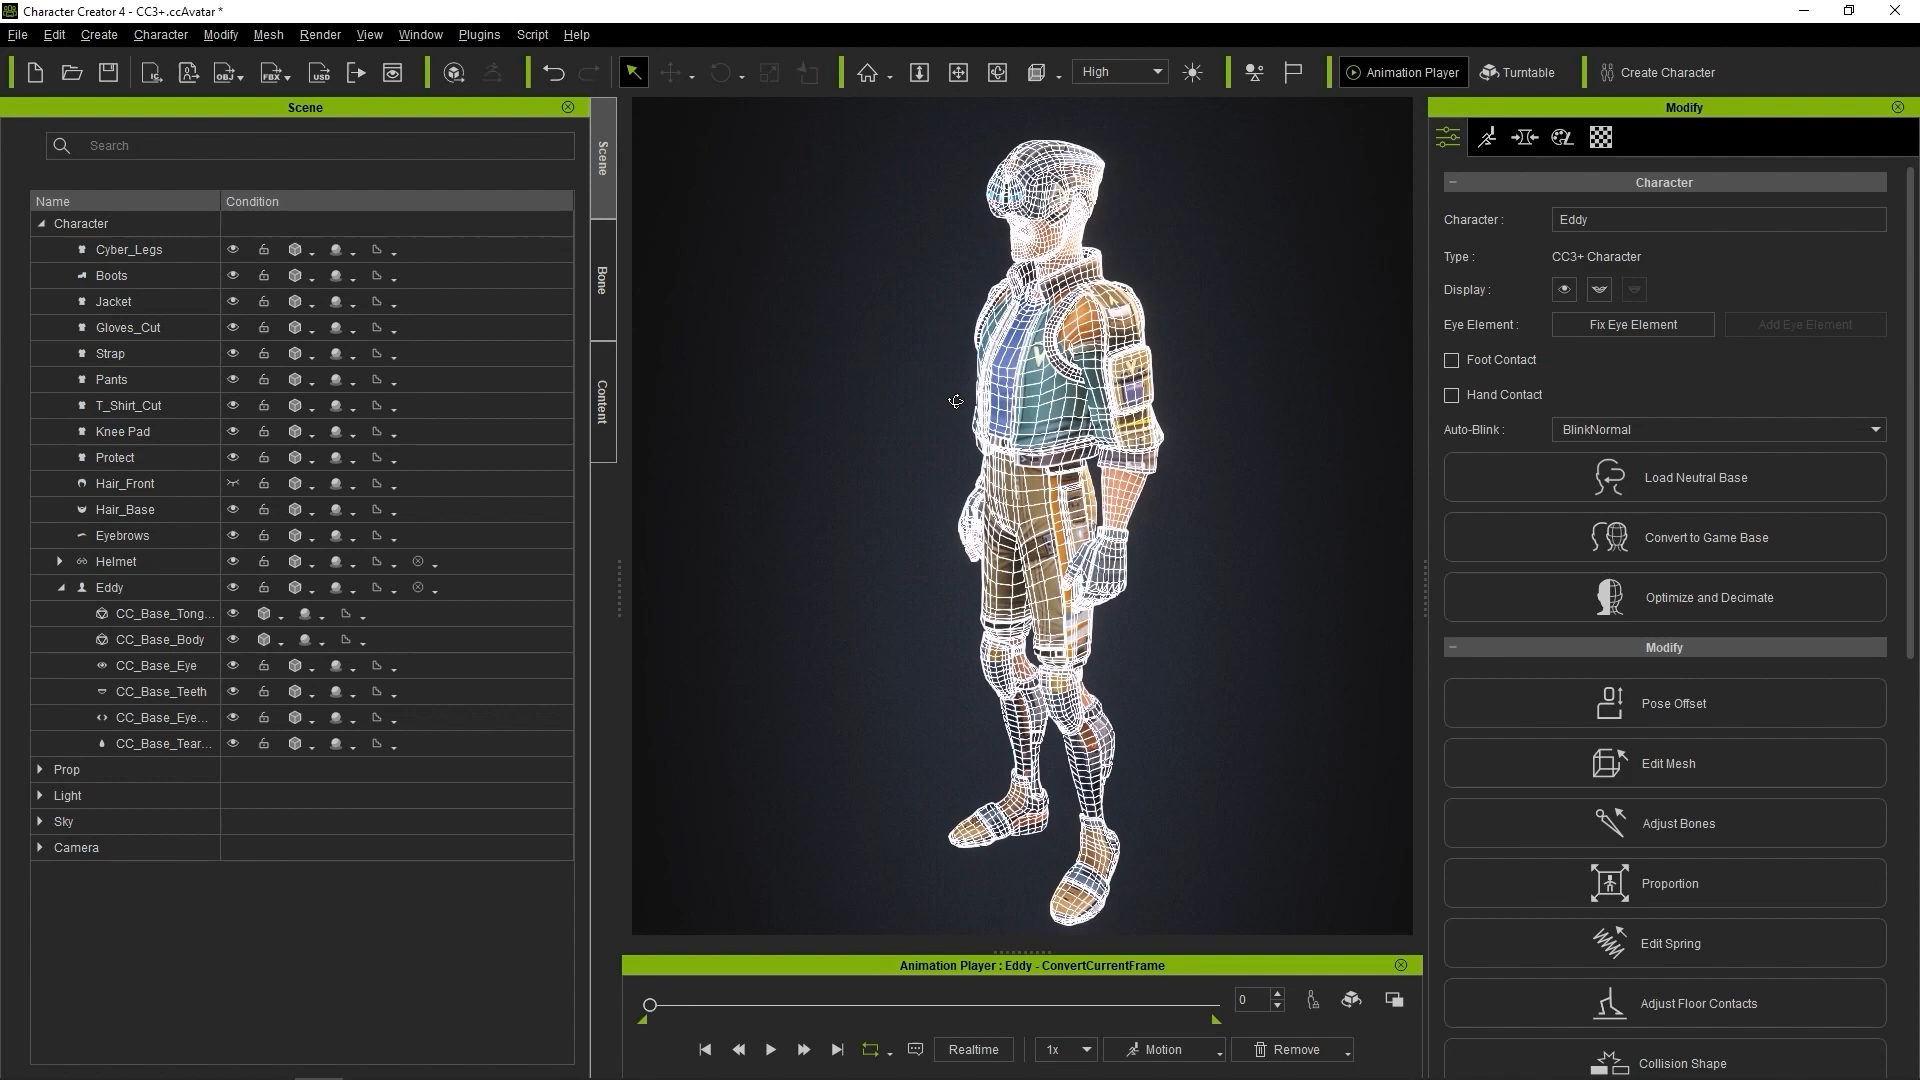 Character Creator 4 - CC3+.ccAvatar *
File Edit Create Character Modify Mesh Render View Window Plugins Script Help
IC OBJ FBX USD High Animation Player Turntable Create Character
Scene
Search
Name Condition
Character
Cyber_Legs
Boots
Jacket
Gloves_Cut
Strap
Pants
T_Shirt_Cut
Knee Pad
Protect
Hair_Front
Hair_Base
Eyebrows
Helmet
Eddy
CC_Base_Tong...
CC_Base_Body
CC_Base_Eye
CC_Base_Teeth
CC_Base_Eye...
CC_Base_Tear...
Prop
Light
Sky
Camera
Scene
Bone
Content
Animation Player : Eddy - ConvertCurrentFrame
0
Realtime 1x Motion Remove
Modify
Character
Character : Eddy
Type : CC3+ Character
Display :
Eye Element : Fix Eye Element Add Eye Element
Foot Contact
Hand Contact
Auto-Blink : BlinkNormal
Load Neutral Base
Convert to Game Base
Optimize and Decimate
Modify
Pose Offset
Edit Mesh
Adjust Bones
Proportion
Edit Spring
Adjust Floor Contacts
Collision Shape